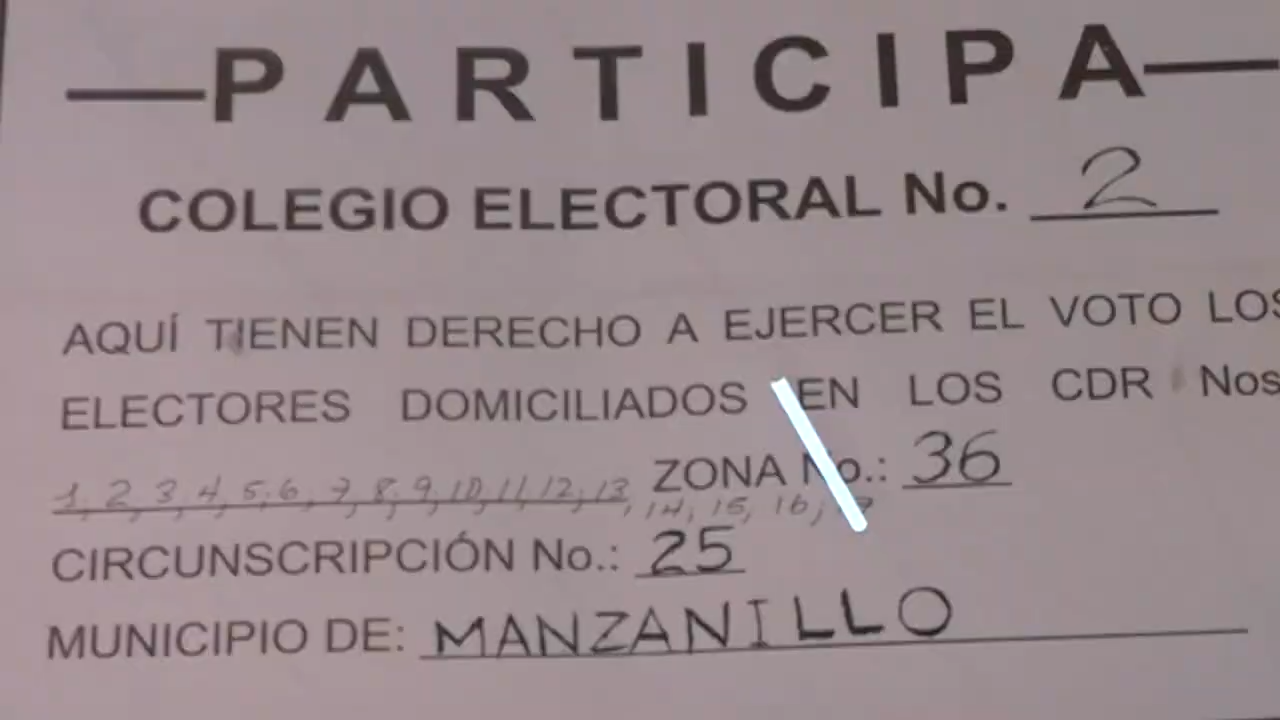 PARTICIPA
COLEGIO ELECTORAL No. 2
AQUÍ TIENEN DERECHO A EJERCER EL VOTO LOS
ELECTORES DOMICILIADOS EN LOS CDR Nos
1, 2, 3, 4, 5, 6, 7, 8, 9, 10, 11, 12, 13, ZONA No.: 36
14, 15, 16,
CIRCUNSCRIPCIÓN No.: 25
MUNICIPIO DE: MANZANILLO